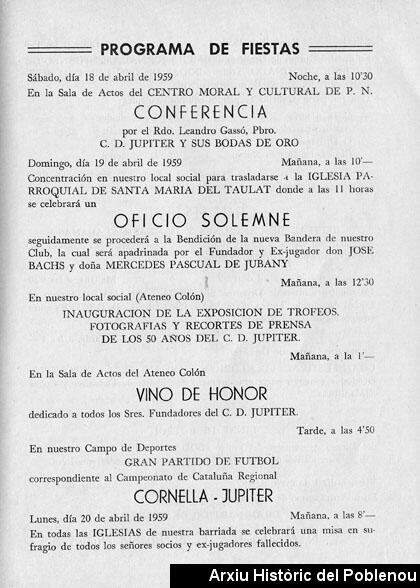 PROGRAMA DE FIESTAS
Sábado, día 18 de abril de 1959 Noche, a las 10'30
En la Sala de Actos del CENTRO MORAL Y CULTURAL DE P. N.
CONFERENCIA
por el Rdo. Leandro Gassó, Pbro.
C. D. JUPITER Y SUS BODAS DE ORO
Domingo, día 19 de abril de 1959 Mañana, a las 10'—
Concentración en nuestro local social para trasladarse a la IGLESIA PA-
RROQUIAL DE SANTA MARIA DEL TAULAT donde a las 11 horas
se celebrará un
OFICIO SOLEMNE
seguidamente se procederá a la Bendición de la nueva Bandera de nuestro
Club, la cual será apadrinada por el Fundador y Ex-jugador don JOSE
BACHS y doña MERCEDES PASCUAL DE JUBANY
Mañana, a las 12'30
En nuestro local social (Ateneo Colón)
INAUGURACION DE LA EXPOSICION DE TROFEOS,
FOTOGRAFIAS Y RECORTES DE PRENSA
DE LOS 50 AÑOS DEL C. D. JUPITER.
Mañana, a la 1'—
En la Sala de Actos del Ateneo Colón
VINO DE HONOR
dedicado a todos los Sres. Fundadores del C. D. JUPITER.
Tarde, a las 4'50
En nuestro Campo de Deportes
GRAN PARTIDO DE FUTBOL
correspondiente al Campeonato de Cataluña Regional
CORNELLA - JUPITER
Lunes, día 20 de abril de 1959 Mañana, a las 8'—
En todas las IGLESIAS de nuestra barriada se celebrará una misa en su-
fragio de todos los señores socios y ex-jugadores fallecidos.
Arxiu Històric del Poblenou